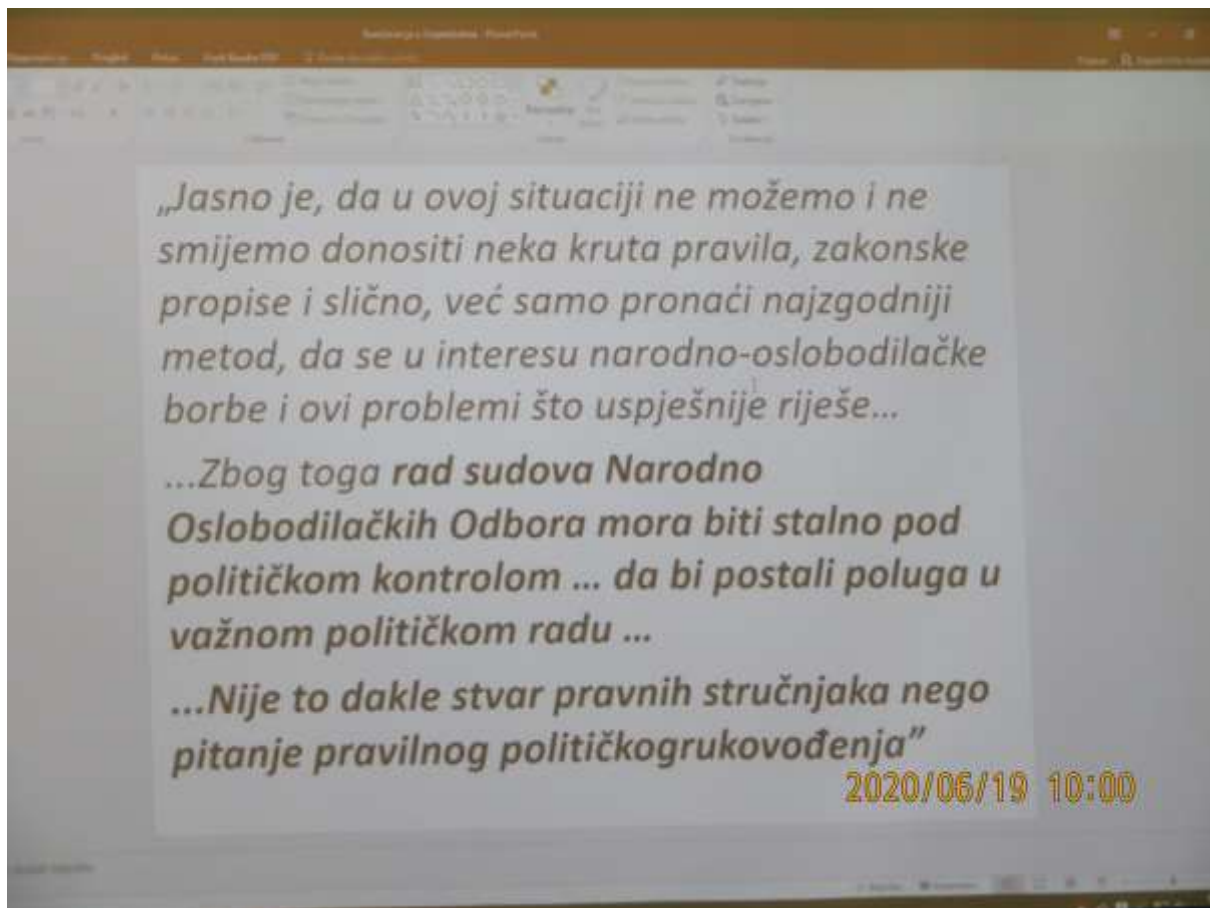 PowerPoint
„Jasno je, da u ovoj situaciji ne možemo i ne
smijemo donositi neka kruta pravila, zakonske
propise i slično, već samo pronaći najzgodniji
metod, da se u interesu narodno-oslobodilačke
borbe i ovi problemi što uspješnije riješe...
...Zbog toga rad sudova Narodno
Oslobodilačkih Odbora mora biti stalno pod
političkom kontrolom ... da bi postali poluga u
važnom političkom radu ...
...Nije to dakle stvar pravnih stručnjaka nego
pitanje pravilnog političkogrukovođenja”
2020/06/19 10:00